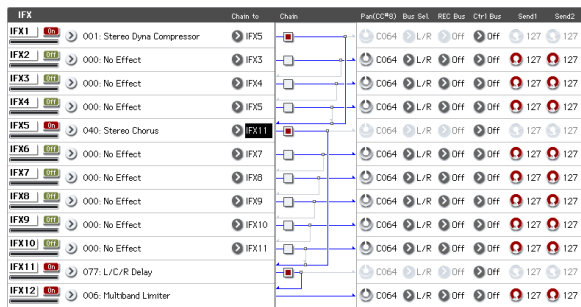 IFX Chain to Chain Pan(CC#8) Bus Sel. REC Bus Ctrl Bus Send1 Send2
IFX1 On 001: Stereo Dyna Compressor IFX5 C064 L/R Off Off 127 127
IFX2 Off 000: No Effect IFX3 C064 L/R Off Off 127 127
IFX3 Off 000: No Effect IFX4 C064 L/R Off Off 127 127
IFX4 Off 000: No Effect IFX5 C064 L/R Off Off 127 127
IFX5 On 040: Stereo Chorus IFX11 C064 L/R Off Off 127 127
IFX6 Off 000: No Effect IFX7 C064 L/R Off Off 127 127
IFX7 Off 000: No Effect IFX8 C064 L/R Off Off 127 127
IFX8 Off 000: No Effect IFX9 C064 L/R Off Off 127 127
IFX9 Off 000: No Effect IFX10 C064 L/R Off Off 127 127
IFX10 Off 000: No Effect IFX11 C064 L/R Off Off 127 127
IFX11 On 077: L/C/R Delay C064 L/R Off Off 127 127
IFX12 On 006: Multiband Limiter C064 L/R Off Off 127 127